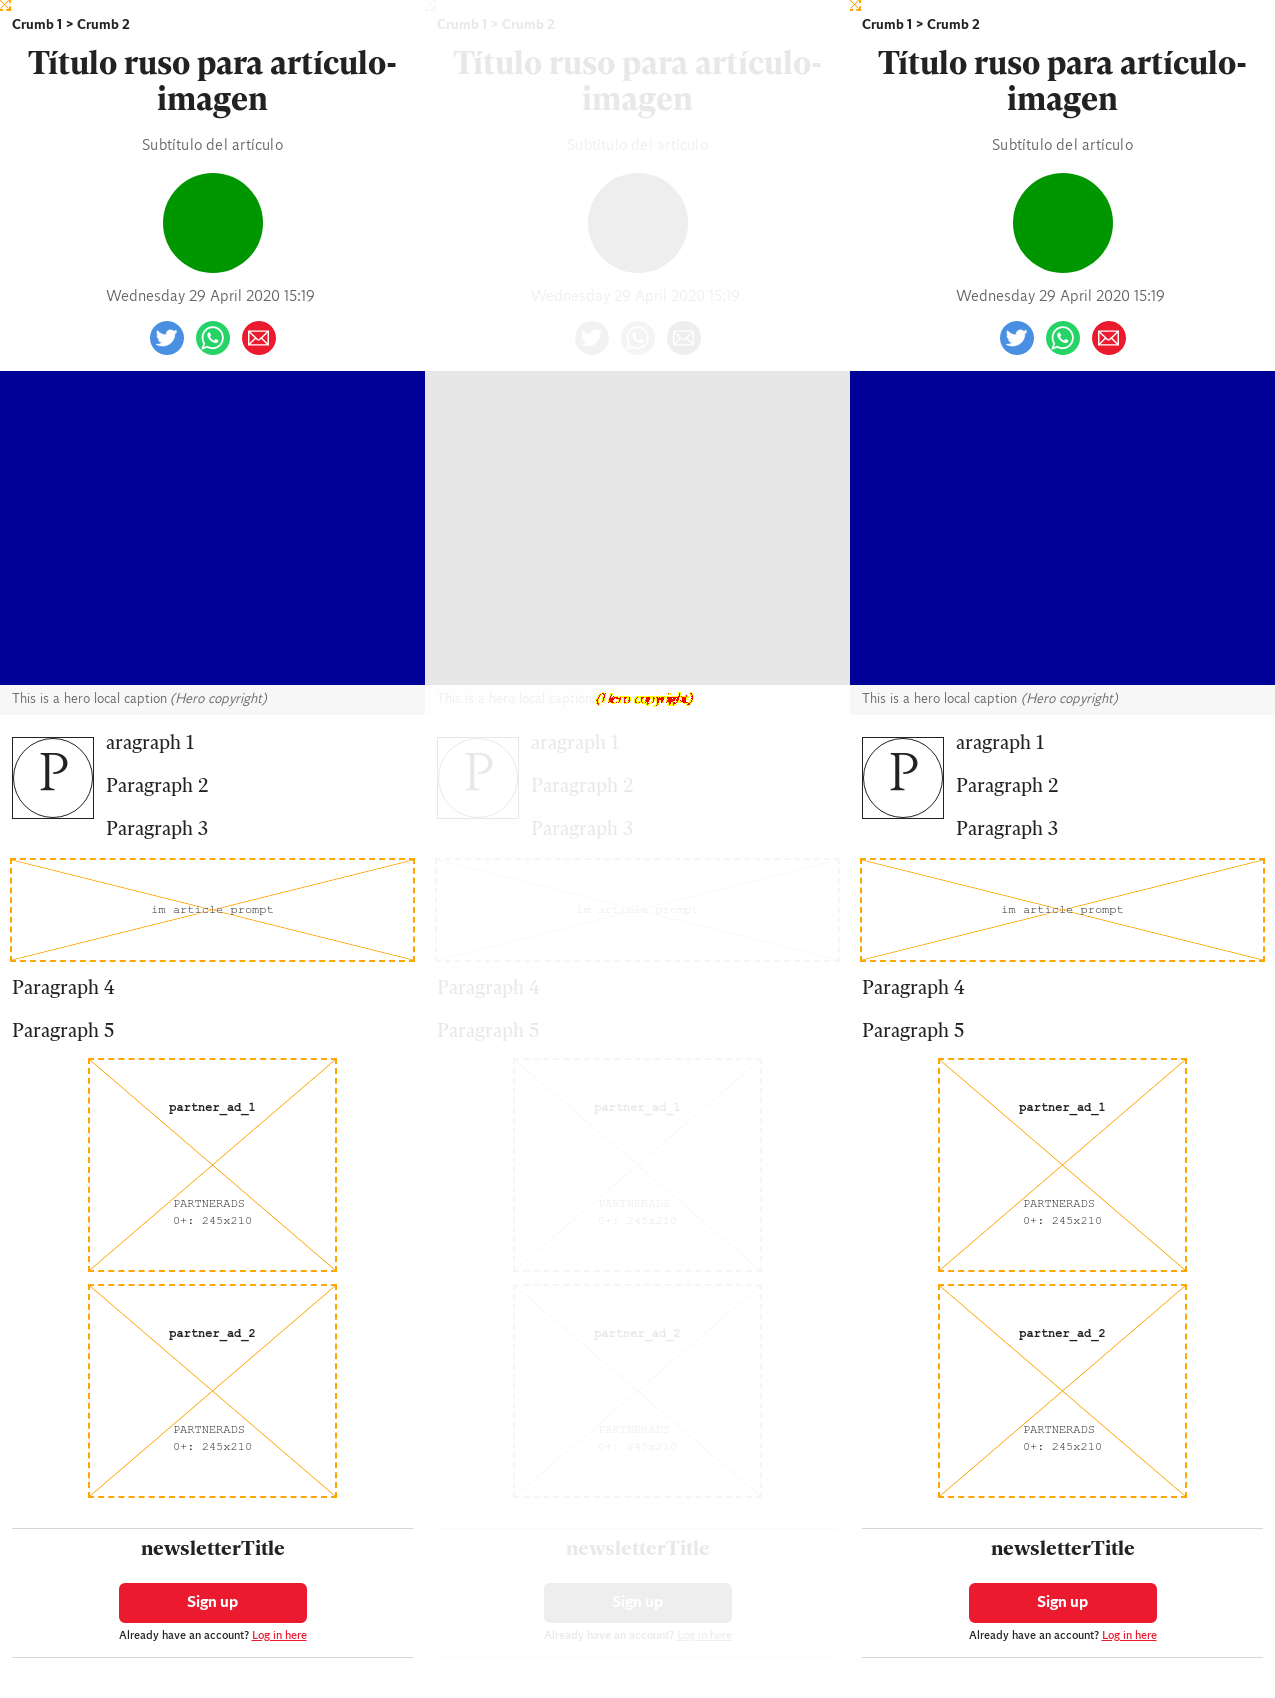 Crumb 1 > Crumb 2
Título ruso para artículo-
imagen
Subtítulo del artículo
Wednesday 29 April 2020 15:19
This is a hero local caption (Hero copyright)
P
aragraph 1
Paragraph 2
Paragraph 3
im article prompt
Paragraph 4
Paragraph 5
partner_ad_1
PARTNERADS
0+: 245x210
partner_ad_2
PARTNERADS
0+: 245x210
newsletterTitle
Sign up
Already have an account? Log in here
Crumb 1 > Crumb 2
Título ruso para artículo-
imagen
Subtítulo del artículo
Wednesday 29 April 2020 15:19
This is a hero local caption (Hero copyright)
P
aragraph 1
Paragraph 2
Paragraph 3
im article prompt
Paragraph 4
Paragraph 5
partner_ad_1
PARTNERADS
0+: 245x210
partner_ad_2
PARTNERADS
0+: 245x210
newsletterTitle
Sign up
Already have an account? Log in here
Crumb 1 > Crumb 2
Título ruso para artículo-
imagen
Subtítulo del artículo
Wednesday 29 April 2020 15:19
This is a hero local caption (Hero copyright)
P
aragraph 1
Paragraph 2
Paragraph 3
im article prompt
Paragraph 4
Paragraph 5
partner_ad_1
PARTNERADS
0+: 245x210
partner_ad_2
PARTNERADS
0+: 245x210
newsletterTitle
Sign up
Already have an account? Log in here